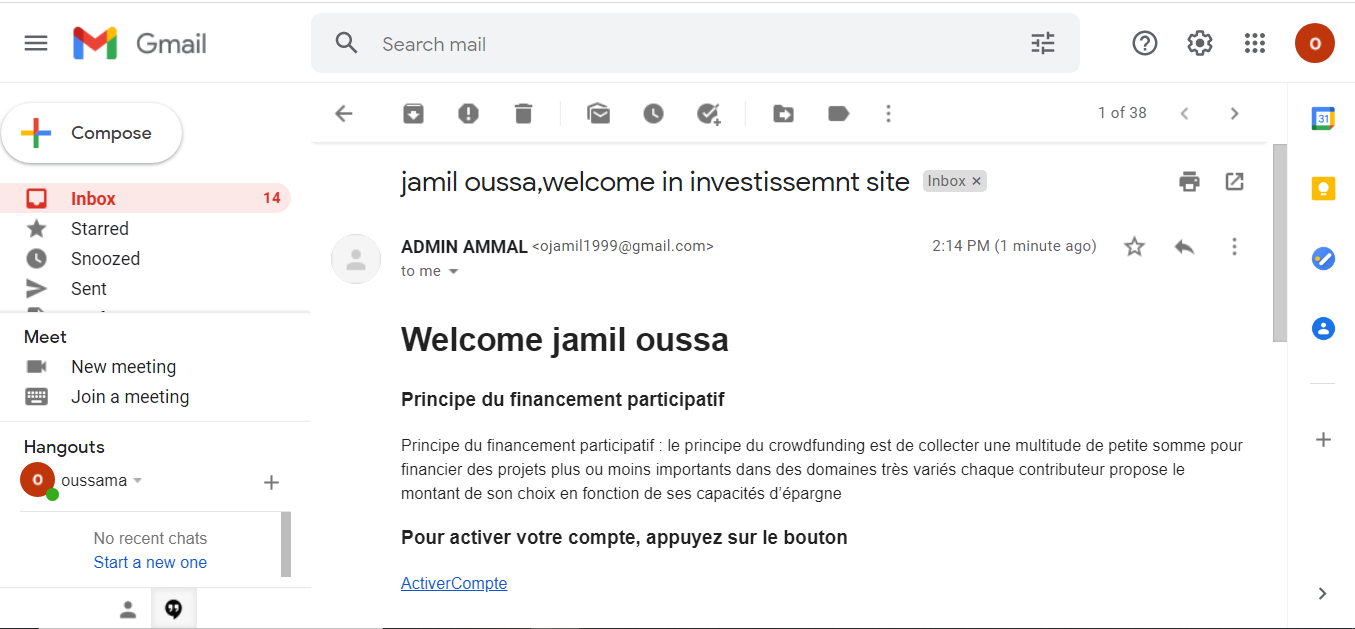 Gmail
Search mail
O
Compose
1 of 38
31
Inbox 14
Starred
Snoozed
Sent
jamil oussa,welcome in investissemnt site Inbox ×
ADMIN AMMAL <ojamil1999@gmail.com>
2:14 PM (1 minute ago)
to me
Meet
New meeting
Join a meeting
Hangouts
O oussama
No recent chats
Start a new one
Welcome jamil oussa
Principe du financement participatif
Principe du financement participatif : le principe du crowdfunding est de collecter une multitude de petite somme pour
financier des projets plus ou moins importants dans des domaines très variés chaque contributeur propose le
montant de son choix en fonction de ses capacités d’épargne
Pour activer votre compte, appuyez sur le bouton
ActiverCompte